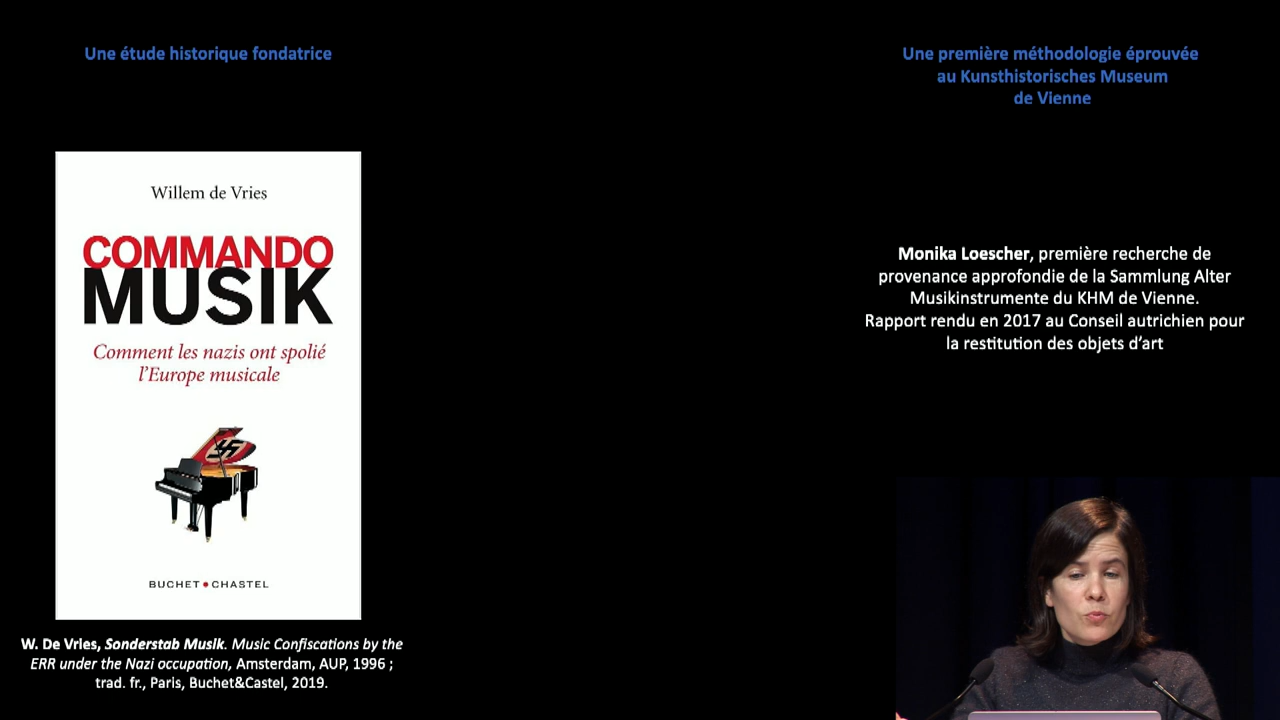 Une étude historique fondatrice
Willem de Vries
COMMANDO
MUSIK
Comment les nazis ont spolié
l'Europe musicale
BUCHET • CHASTEL
W. De Vries, Sonderstab Musik. Music Confiscations by the
ERR under the Nazi occupation, Amsterdam, AUP, 1996 ;
trad. fr., Paris, Buchet&Castel, 2019.
Une première méthodologie éprouvée
au Kunsthistorisches Museum
de Vienne
Monika Loescher, première recherche de
provenance approfondie de la Sammlung Alter
Musikinstrumente du KHM de Vienne.
Rapport rendu en 2017 au Conseil autrichien pour
la restitution des objets d’art